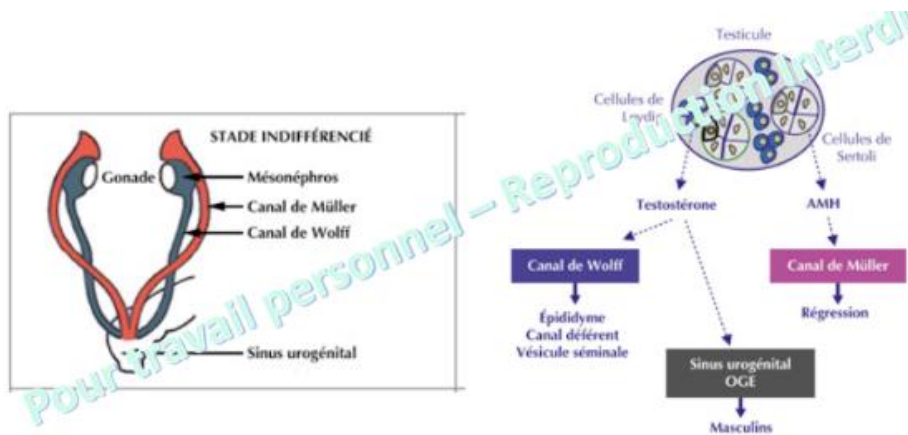 STADE INDIFFÉRENCIÉ
Gonade
Mésonéphros
Canal de Müller
Canal de Wolff
Sinus urogénital
Testicule
Cellules de
Leydig
Cellules de
Sertoli
Testostérone
AMH
Canal de Wolff
Canal de Müller
Épididyme
Canal déférent
Vésicule séminale
Régression
Sinus urogénital
OGE
Masculins
Pour travail personnel – Reproduction Interdi